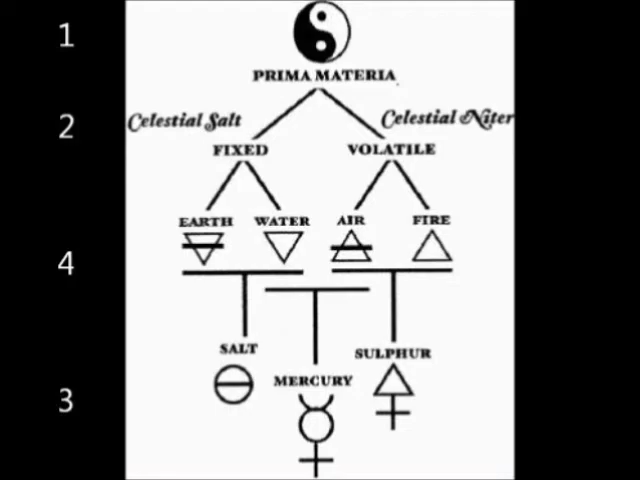 1
PRIMA MATERIA
2
Celestial Salt
Celestial Niter
FIXED
VOLATILE
EARTH
WATER
AIR
FIRE
4
SALT
SULPHUR
MERCURY
3